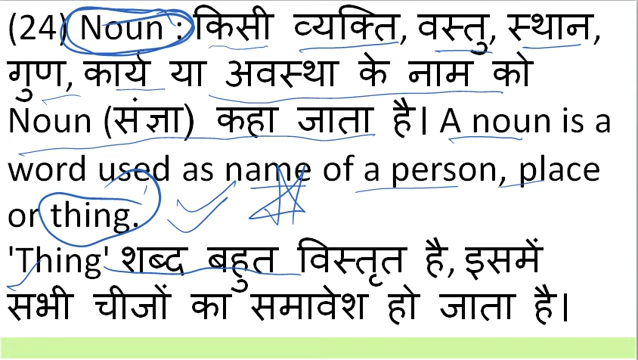 (24) Noun : किसी व्यक्ति, वस्तु, स्थान,
गुण, कार्य या अवस्था के नाम को
Noun (संज्ञा) कहा जाता है। A noun is a
word used as name of a person, place
or thing.
'Thing' शब्द बहुत विस्तृत है, इसमें
सभी चीजों का समावेश हो जाता है।